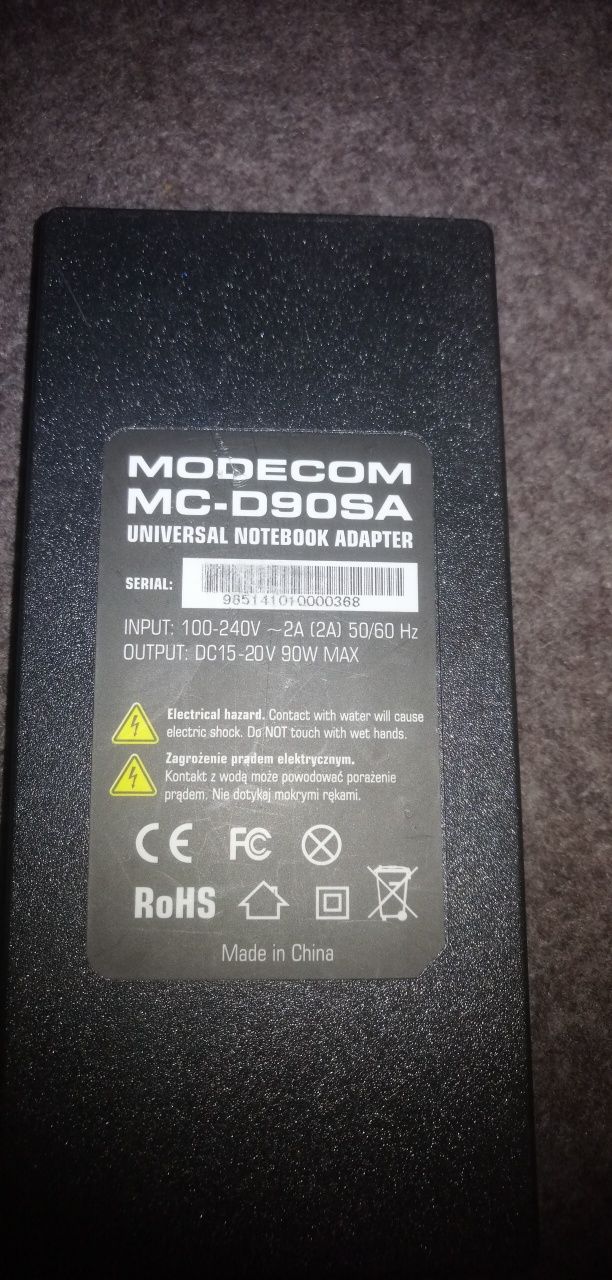 MODECOM
MC-D90SA
UNIVERSAL NOTEBOOK ADAPTER
SERIAL:
985141010000368
INPUT: 100-240V ~2A (2A) 50/60 Hz
OUTPUT: DC15-20V 90W MAX
Electrical hazard. Contact with water will cause
electric shock. Do NOT touch with wet hands.
Zagrożenie prądem elektrycznym.
Kontakt z wodą może powodować porażenie
prądem. Nie dotykaj mokrymi rękami.
CE FC
RoHS
Made in China